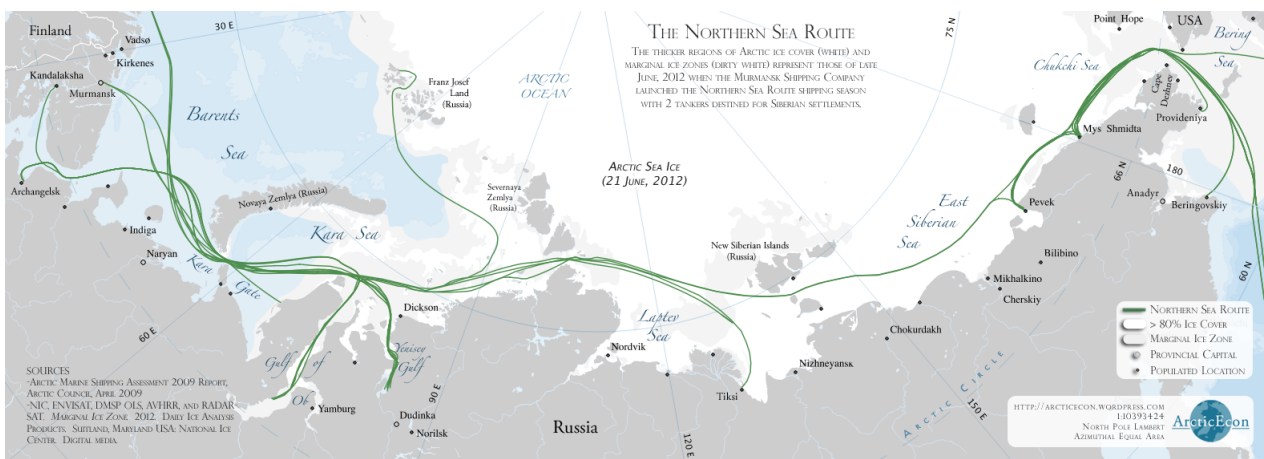 THE NORTHERN SEA ROUTE
THE THICKER REGIONS OF ARCTIC ICE COVER (WHITE) AND
MARGINAL ICE ZONES (DIRTY WHITE) REPRESENT THOSE OF LATE
JUNE, 2012 WHEN THE MURMANSK SHIPPING COMPANY
LAUNCHED THE NORTHERN SEA ROUTE SHIPPING SEASON
WITH 2 TANKERS DESTINED FOR SIBERIAN SETTLEMENTS.
Finland
30 E
Vadsø
Kirkenes
Kandalaksha
Murmansk
Barents
Sea
Franz Josef
Land
(Russia)
ARCTIC
OCEAN
75 N
Point Hope
USA
Bering
Sea
Chukchi Sea
Cape
Dezhnev
Provideniya
Mys Shmidta
ARCTIC SEA ICE
(21 JUNE, 2012)
Archangelsk
Novaya Zemlya (Russia)
Severnaya
Zemlya
(Russia)
66 N
180
Anadyr
Beringovskiy
Indiga
Naryan
Kara Sea
Kara
Gate
New Siberian Islands
(Russia)
East
Siberian
Sea
Pevek
Bilibino
Mikhalkino
Cherskiy
60 N
60 E
Dickson
Laptev
Sea
Chokurdakh
Gulf of
Ob
Yenisey
Gulf
Nordvik
Nizhneyansk
Tiksi
Yamburg
90 E
Dudinka
Norilsk
Russia
120 E
Arctic Circle
150 E
SOURCES
-ARCTIC MARINE SHIPPING ASSESSMENT 2009 REPORT,
ARCTIC COUNCIL, APRIL 2009
-NIC, ENVISAT, DMSP OLS, AVHRR, AND RADAR
SAT. MARGINAL ICE ZONE 2012. DAILY ICE ANALYSIS
PRODUCTS. SUITLAND, MARYLAND USA: NATIONAL ICE
CENTER. DIGITAL MEDIA.
NORTHERN SEA ROUTE
> 80% ICE COVER
MARGINAL ICE ZONE
PROVINCIAL CAPITAL
POPULATED LOCATION
HTTP://ARCTICECON.WORDPRESS.COM
1:10393424
NORTH POLE LAMBERT
AZIMUTHAL EQUAL AREA
ArcticEcon